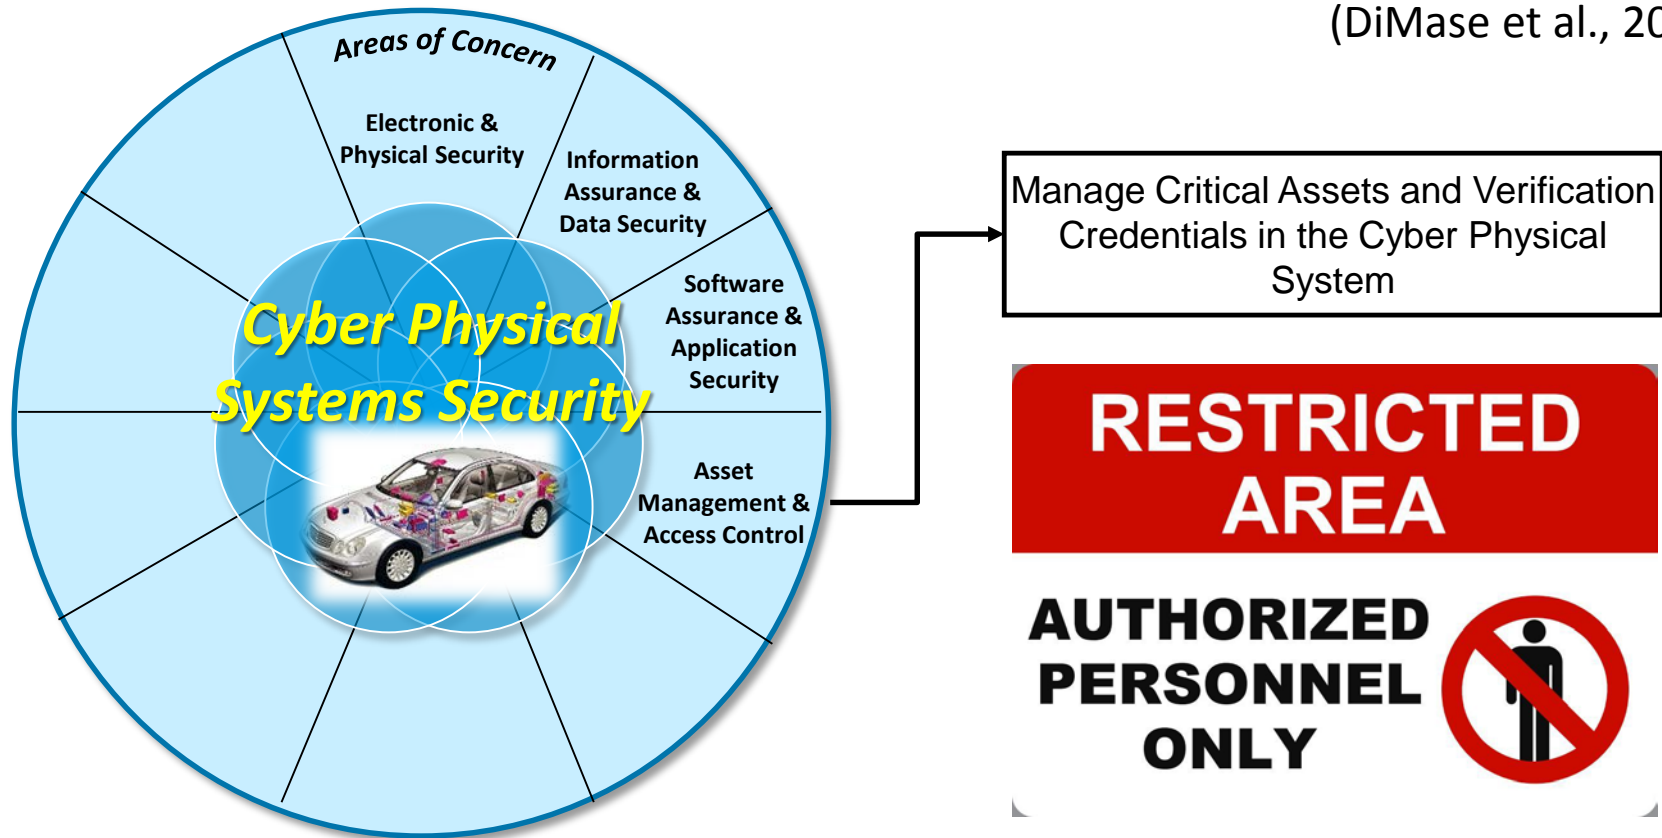 (DiMase et al., 20
Areas of Concern
Electronic &
Physical Security
Information
Assurance &
Data Security
Software
Assurance &
Application
Security
Asset
Management &
Access Control
Cyber Physical
Systems Security
Manage Critical Assets and Verification
Credentials in the Cyber Physical
System
RESTRICTED
AREA
AUTHORIZED
PERSONNEL
ONLY